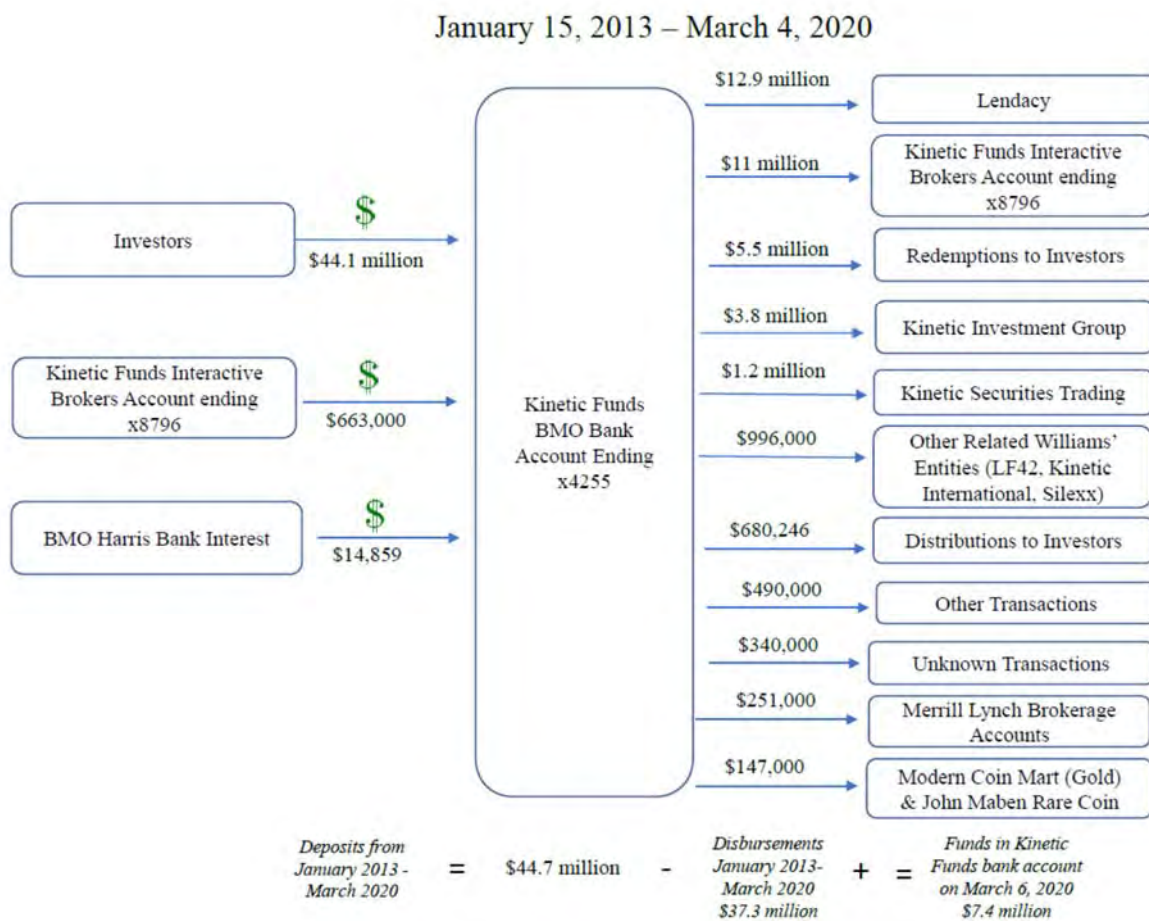 January 15, 2013 – March 4, 2020
Investors
$
$44.1 million
Kinetic Funds Interactive
Brokers Account ending
x8796
$
$663,000
BMO Harris Bank Interest
$
$14,859
Kinetic Funds
BMO Bank
Account Ending
x4255
$12.9 million
Lendacy
$11 million
Kinetic Funds Interactive
Brokers Account ending
x8796
$5.5 million
Redemptions to Investors
$3.8 million
Kinetic Investment Group
$1.2 million
Kinetic Securities Trading
$996,000
Other Related Williams'
Entities (LF42, Kinetic
International, Silexx)
$680,246
Distributions to Investors
$490,000
Other Transactions
$340,000
Unknown Transactions
$251,000
Merrill Lynch Brokerage
Accounts
$147,000
Modern Coin Mart (Gold)
& John Maben Rare Coin
Deposits from
January 2013 -
March 2020
=
$44.7 million
-
Disbursements
January 2013-
March 2020
$37.3 million
+
=
Funds in Kinetic
Funds bank account
on March 6, 2020
$7.4 million